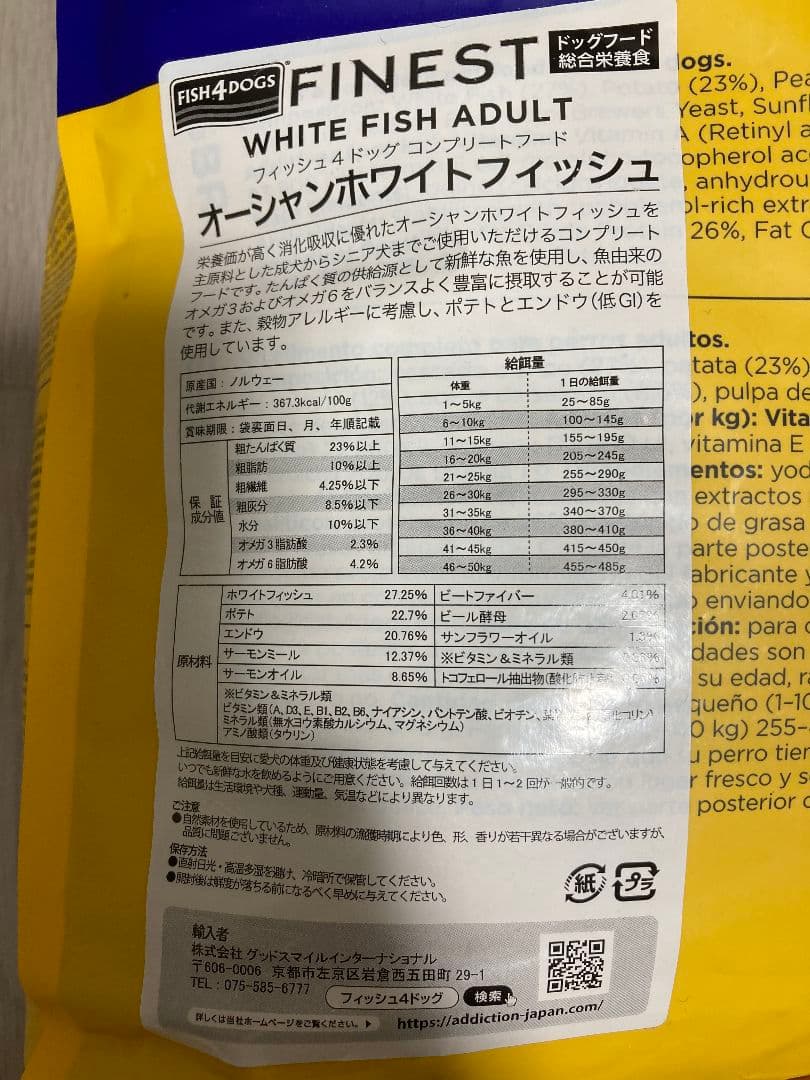 FISH4DOGS FINEST
ドッグフード
総合栄養食
WHITE FISH ADULT
フィッシュ4ドッグ コンプリートフード
オーシャンホワイトフィッシュ
栄養価が高く消化吸収に優れたオーシャンホワイトフィッシュを
主原料とした成犬からシニア犬までご使用いただけるコンプリート
フードです。たんぱく質の供給源として新鮮な魚を使用し、魚由来の
オメガ3およびオメガ6をバランスよく豊富に摂取することが可能
です。また、穀物アレルギーに考慮し、ポテトとエンドウ(低GI)を
使用しています。
原産国:ノルウェー
代謝エネルギー:367.3kcal/100g
賞味期限:袋裏面日、月、年順記載
保証
成分値
粗たんぱく質 23%以上
粗脂肪 10%以上
粗繊維 4.25%以下
粗灰分 8.5%以下
水分 10%以下
オメガ3脂肪酸 2.3%
オメガ6脂肪酸 4.2%
給餌量
体重 1日の給餌量
1〜5kg 25〜85g
6〜10kg 100〜145g
11〜15kg 155〜195g
16〜20kg 205〜245g
21〜25kg 255〜290g
26〜30kg 295〜330g
31〜35kg 340〜370g
36〜40kg 380〜410g
41〜45kg 415〜450g
46〜50kg 455〜485g
原材料
ホワイトフィッシュ 27.25% ビートファイバー
ポテト 22.7% ビール酵母
エンドウ 20.76% サンフラワーオイル
サーモンミール 12.37% ※ビタミン&ミネラル類
サーモンオイル 8.65% トコフェロール抽出物(酸化防止剤)
※ビタミン&ミネラル類
ビタミン類(A, D3, E, B1, B2, B6, ナイアシン, パントテン酸, ビオチン,
ミネラル類(無水ヨウ素酸カルシウム, マグネシウム)
アミノ酸類(タウリン)
上記給餌量を目安に愛犬の体重及び健康状態を考慮して与えてください。
いつでも新鮮な水を飲めるようにご用意ください。給餌回数は1日1〜2回が一般的です。
給餌量は生活環境や犬種、運動量、気温などにより異なります。
ご注意
●自然素材を使用しているため、原材料の漁獲時期により色、形、香りが若干異なる場合がございますが、
品質に問題ございません。
保存方法
●直射日光・高温多湿を避け、冷暗所で保管してください。
●開封後は鮮度が落ちる前になるべく早めに与えてください。
紙 プラ
輸入者
株式会社 グッドスマイルインターナショナル
〒606-0006 京都市左京区岩倉西五田町 29-1
TEL:075-585-6777
フィッシュ4ドッグ 検索
詳しくは当社ホームページをご覧ください。▶ https://addiction-japan.com/
dogs.
(23%), Pea
Yeast, Sunfl
A (Retinyl a
opherol ac
, anhydrou
ol-rich extr
26%, Fat
tos.
tata (23%)
), pulpa de
r kg): Vita
vitamina E
mentos: yod
extractos
de grasa
arte poste
abricante y
enviando
ción: para
dades son
su edad, ra
queño (1-10
0 kg) 255-
u perro tien
r fresco y s
posterior